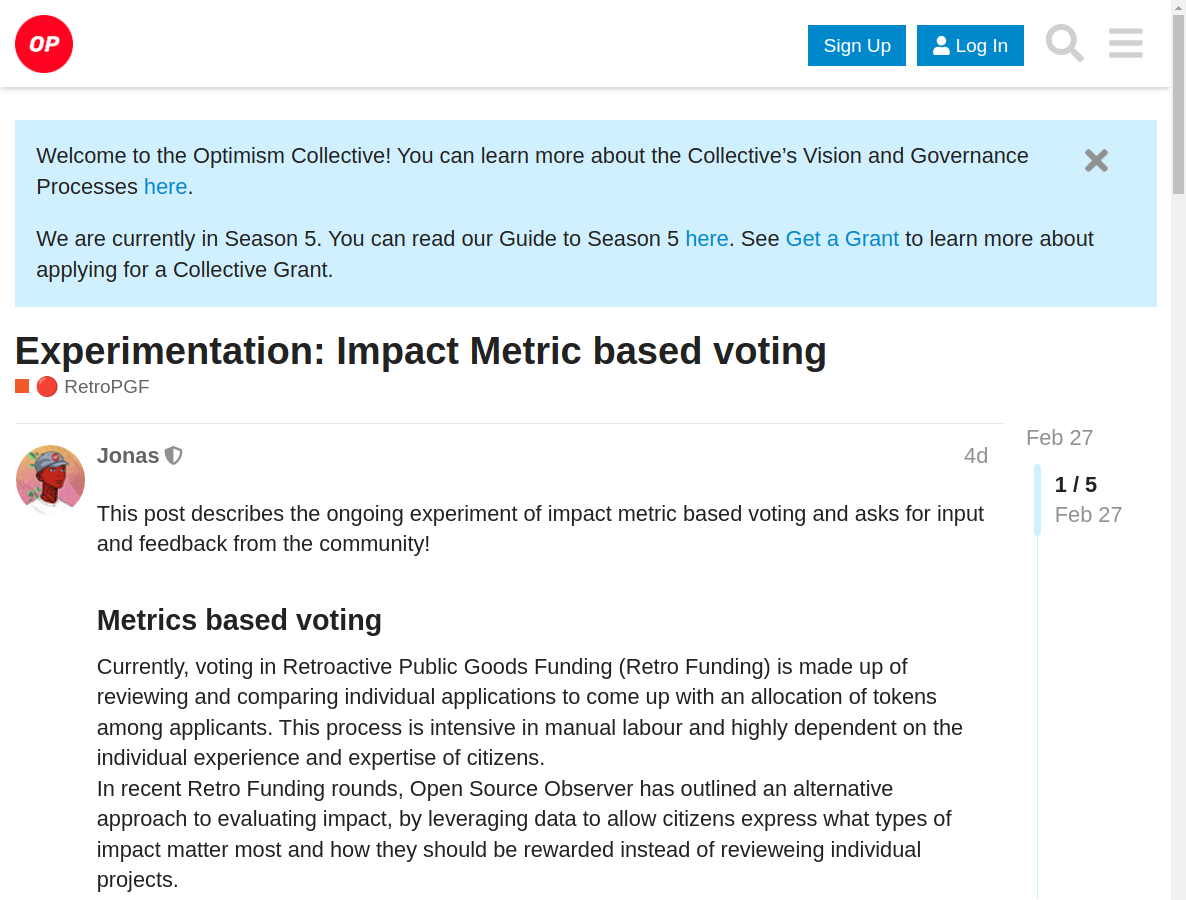 OP
Sign Up
Log In
Welcome to the Optimism Collective! You can learn more about the Collective’s Vision and Governance
Processes here.
We are currently in Season 5. You can read our Guide to Season 5 here. See Get a Grant to learn more about
applying for a Collective Grant.
Experimentation: Impact Metric based voting
RetroPGF
Jonas
4d
Feb 27
1 / 5
Feb 27
This post describes the ongoing experiment of impact metric based voting and asks for input
and feedback from the community!
Metrics based voting
Currently, voting in Retroactive Public Goods Funding (Retro Funding) is made up of
reviewing and comparing individual applications to come up with an allocation of tokens
among applicants. This process is intensive in manual labour and highly dependent on the
individual experience and expertise of citizens.
In recent Retro Funding rounds, Open Source Observer has outlined an alternative
approach to evaluating impact, by leveraging data to allow citizens express what types of
impact matter most and how they should be rewarded instead of revieweing individual
projects.